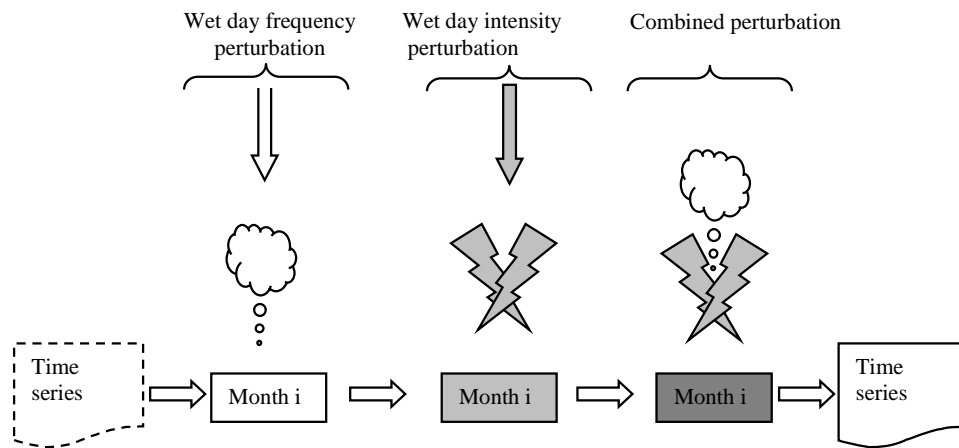 Wet day frequency
perturbation
Wet day intensity
perturbation
Combined perturbation
Time
series
Month i
Month i
Month i
Time
series